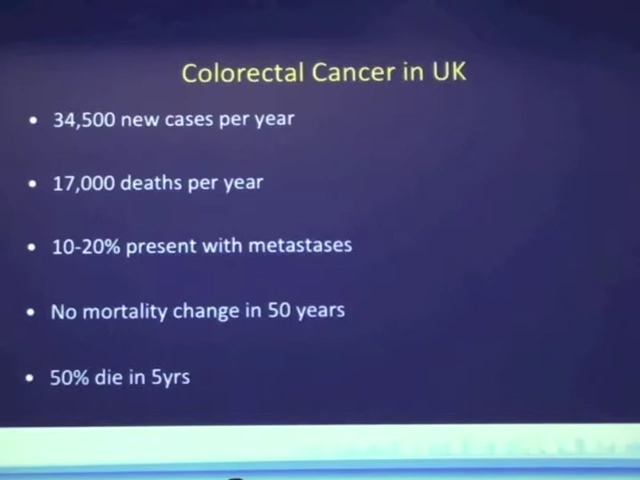 Colorectal Cancer in UK
• 34,500 new cases per year
• 17,000 deaths per year
• 10-20% present with metastases
• No mortality change in 50 years
• 50% die in 5yrs